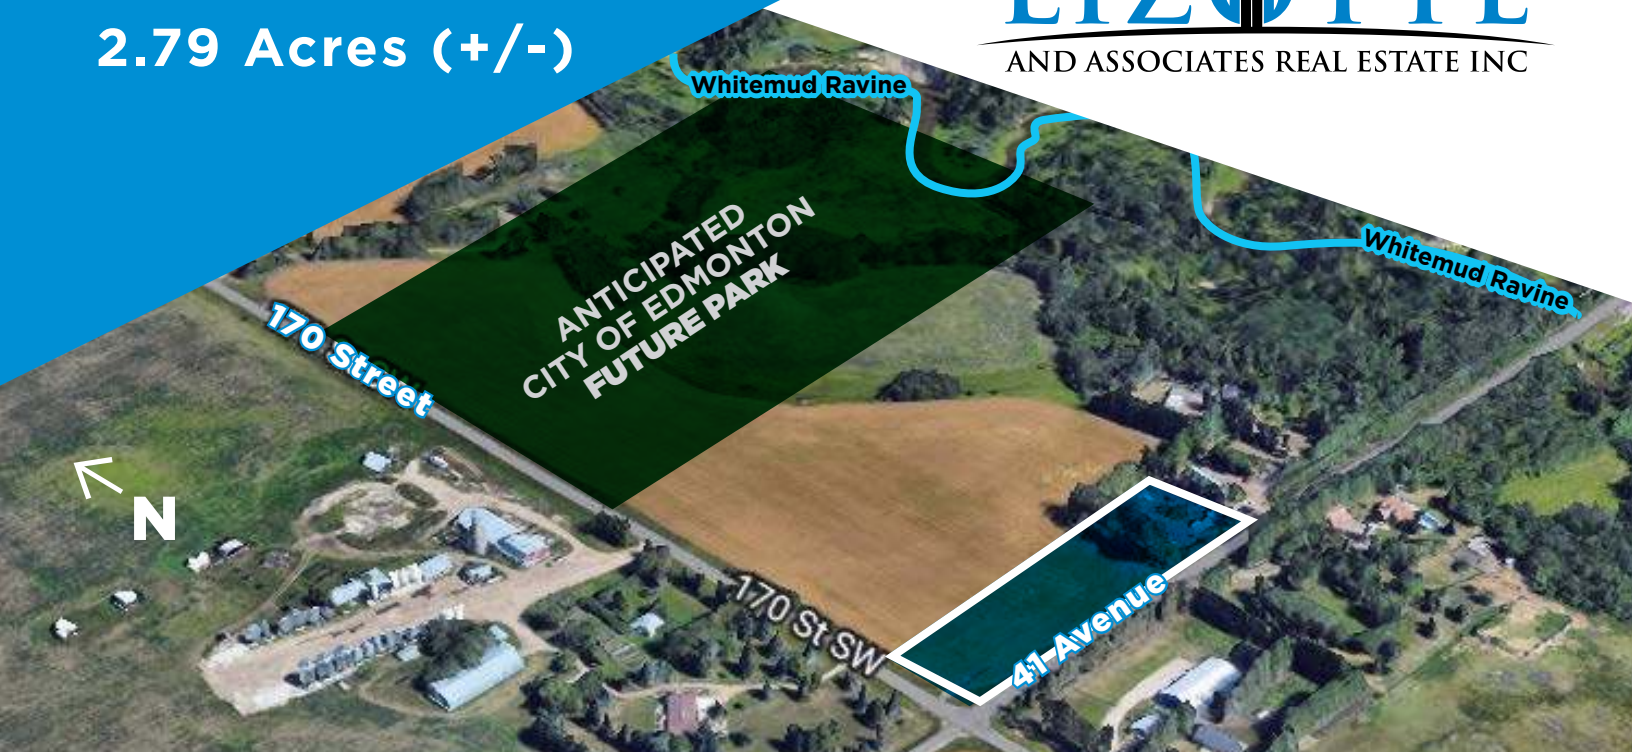 2.79 Acres (+/-)
LIZOTTE
AND ASSOCIATES REAL ESTATE INC
Whitemud Ravine
Whitemud Ravine
ANTICIPATED
CITY OF EDMONTON
FUTURE PARK
170 Street
N
170 St SW
41 Avenue